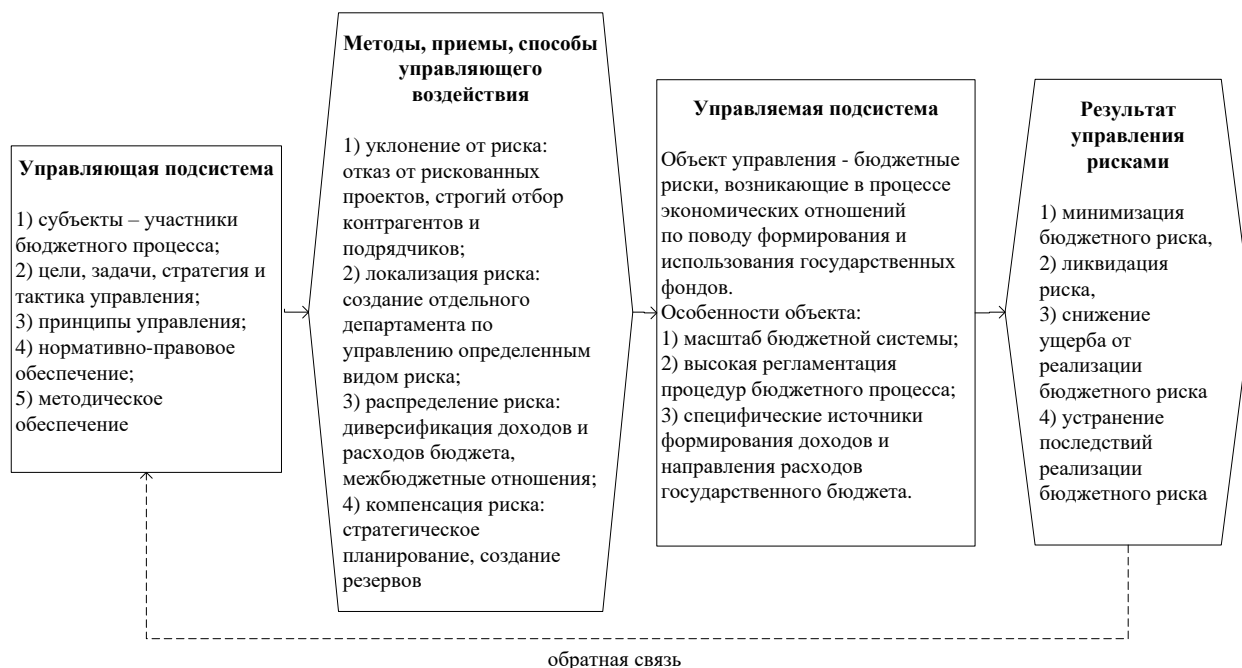 Управляющая подсистема
1) субъекты – участники
бюджетного процесса;
2) цели, задачи, стратегия и
тактика управления;
3) принципы управления;
4) нормативно-правовое
обеспечение;
5) методическое
обеспечение
Методы, приемы, способы
управляющего
воздействия
1) уклонение от риска:
отказ от рискованных
проектов, строгий отбор
контрагентов и
подрядчиков;
2) локализация риска:
создание отдельного
департамента по
управлению определенным
видом риска;
3) распределение риска:
диверсификация доходов и
расходов бюджета,
межбюджетные отношения;
4) компенсация риска:
стратегическое
планирование, создание
резервов
Управляемая подсистема
Объект управления - бюджетные
риски, возникающие в процессе
экономических отношений
по поводу формирования и
использования государственных
фондов.
Особенности объекта:
1) масштаб бюджетной системы;
2) высокая регламентация
процедур бюджетного процесса;
3) специфические источники
формирования доходов и
направления расходов
государственного бюджета.
Результат
управления
рисками
1) минимизация
бюджетного риска,
2) ликвидация
риска,
3) снижение
ущерба от
реализации
бюджетного риска
4) устранение
последствий
реализации
бюджетного риска
обратная связь